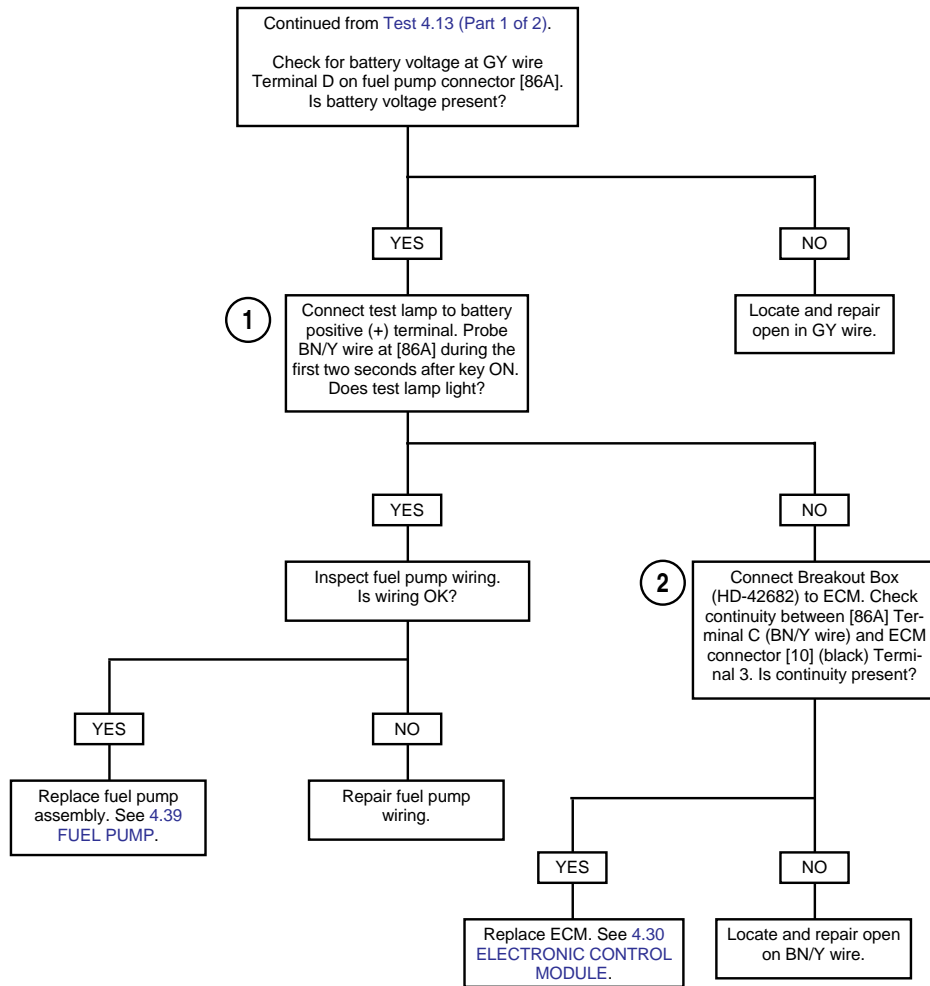 Continued from Test 4.13 (Part 1 of 2).
Check for battery voltage at GY wire
Terminal D on fuel pump connector [86A].
Is battery voltage present?
YES
NO
1
Connect test lamp to battery
positive (+) terminal. Probe
BN/Y wire at [86A] during the
first two seconds after key ON.
Does test lamp light?
Locate and repair
open in GY wire.
YES
NO
Inspect fuel pump wiring.
Is wiring OK?
2
Connect Breakout Box
(HD-42682) to ECM. Check
continuity between [86A] Ter-
minal C (BN/Y wire) and ECM
connector [10] (black) Termi-
nal 3. Is continuity present?
YES
NO
Replace fuel pump
assembly. See 4.39
FUEL PUMP.
Repair fuel pump
wiring.
YES
NO
Replace ECM. See 4.30
ELECTRONIC CONTROL
MODULE.
Locate and repair open
on BN/Y wire.